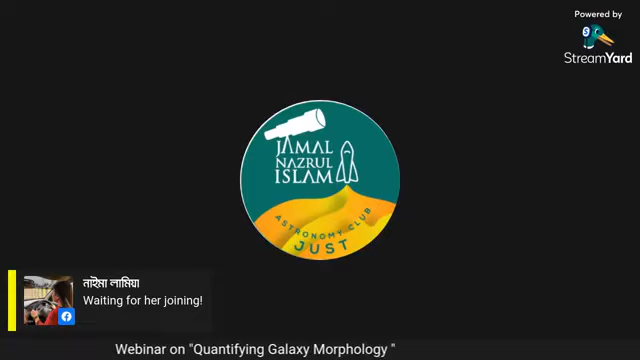 Powered by
StreamYard
JAMAL
NAZRUL
ISLAM
ASTRONOMY CLUB
JUST
নাইমা লামিয়া
Waiting for her joining!
Webinar on "Quantifying Galaxy Morphology "